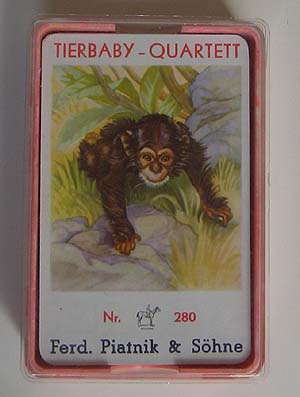 TIERBABY-QUARTETT
Nr. 280
Ferd. Piatnik & Söhne